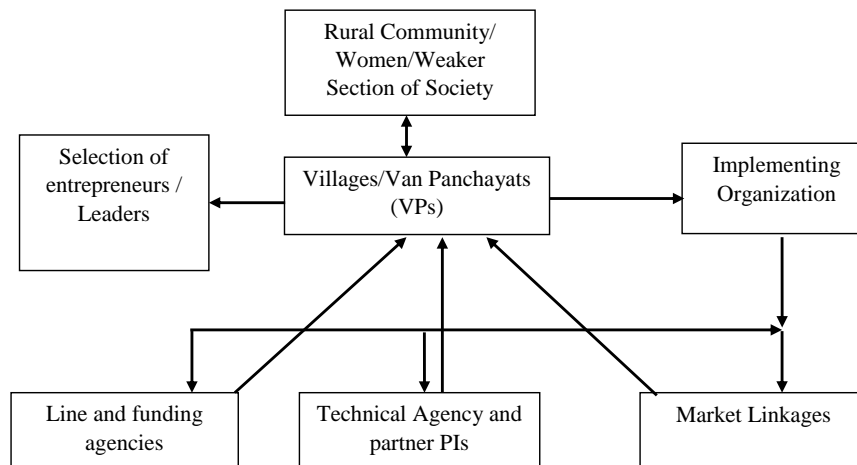 Rural Community/
Women/Weaker
Section of Society
Selection of
entrepreneurs /
Leaders
Villages/Van Panchayats
(VPs)
Implementing
Organization
Line and funding
agencies
Technical Agency and
partner PIs
Market Linkages